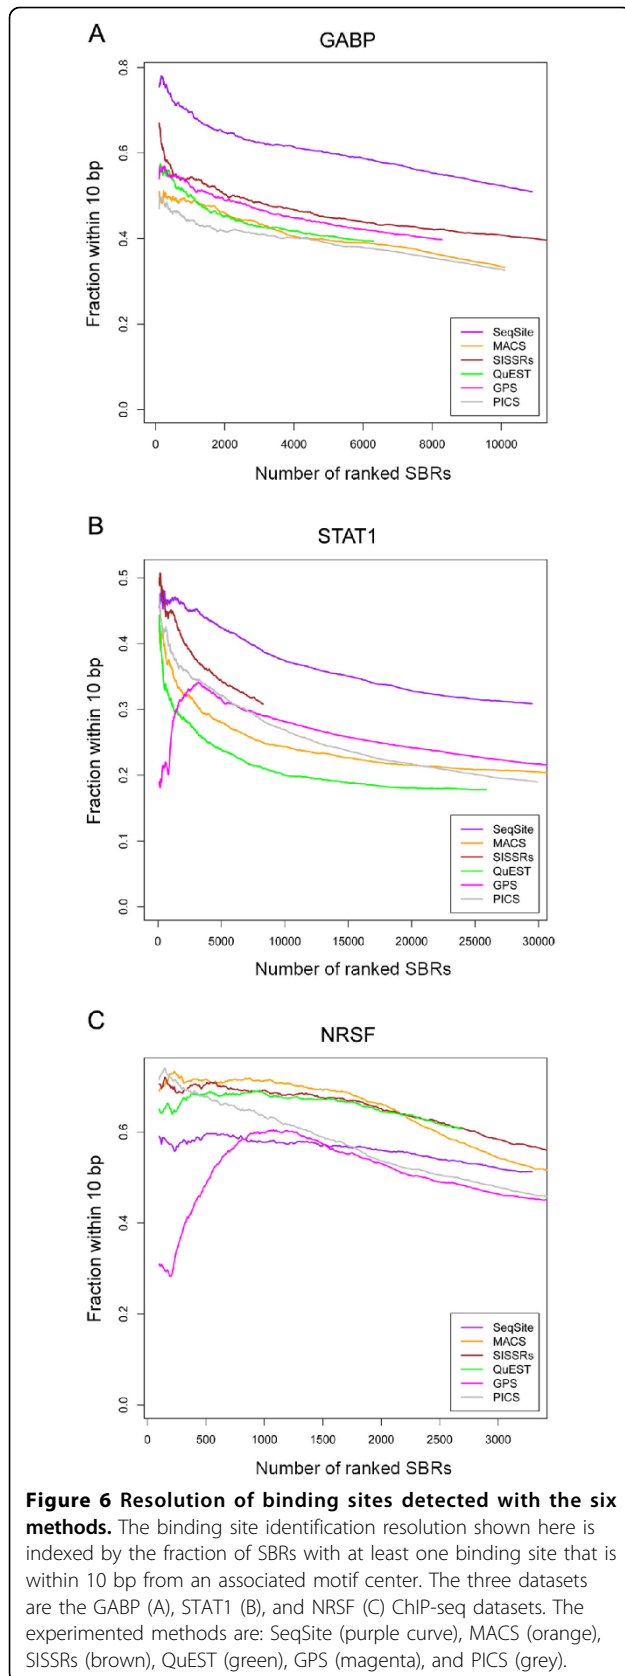 A
GABP
0.8
0.6
0.4
0.2
0.0
Fraction within 10 bp
SeqSite
MACS
SISSRs
QuEST
GPS
PICS
0 2000 4000 6000 8000 10000
Number of ranked SBRs
B
STAT1
0.5
0.4
0.3
0.2
0.1
0.0
Fraction within 10 bp
SeqSite
MACS
SISSRs
QuEST
GPS
PICS
0 5000 10000 15000 20000 25000 30000
Number of ranked SBRs
C
NRSF
0.6
0.4
0.2
0.0
Fraction within 10 bp
SeqSite
MACS
SISSRs
QuEST
GPS
PICS
0 500 1000 1500 2000 2500 3000
Number of ranked SBRs
Figure 6 Resolution of binding sites detected with the six
methods. The binding site identification resolution shown here is
indexed by the fraction of SBRs with at least one binding site that is
within 10 bp from an associated motif center. The three datasets
are the GABP (A), STAT1 (B), and NRSF (C) ChIP-seq datasets. The
experimented methods are: SeqSite (purple curve), MACS (orange),
SISSRs (brown), QuEST (green), GPS (magenta), and PICS (grey).